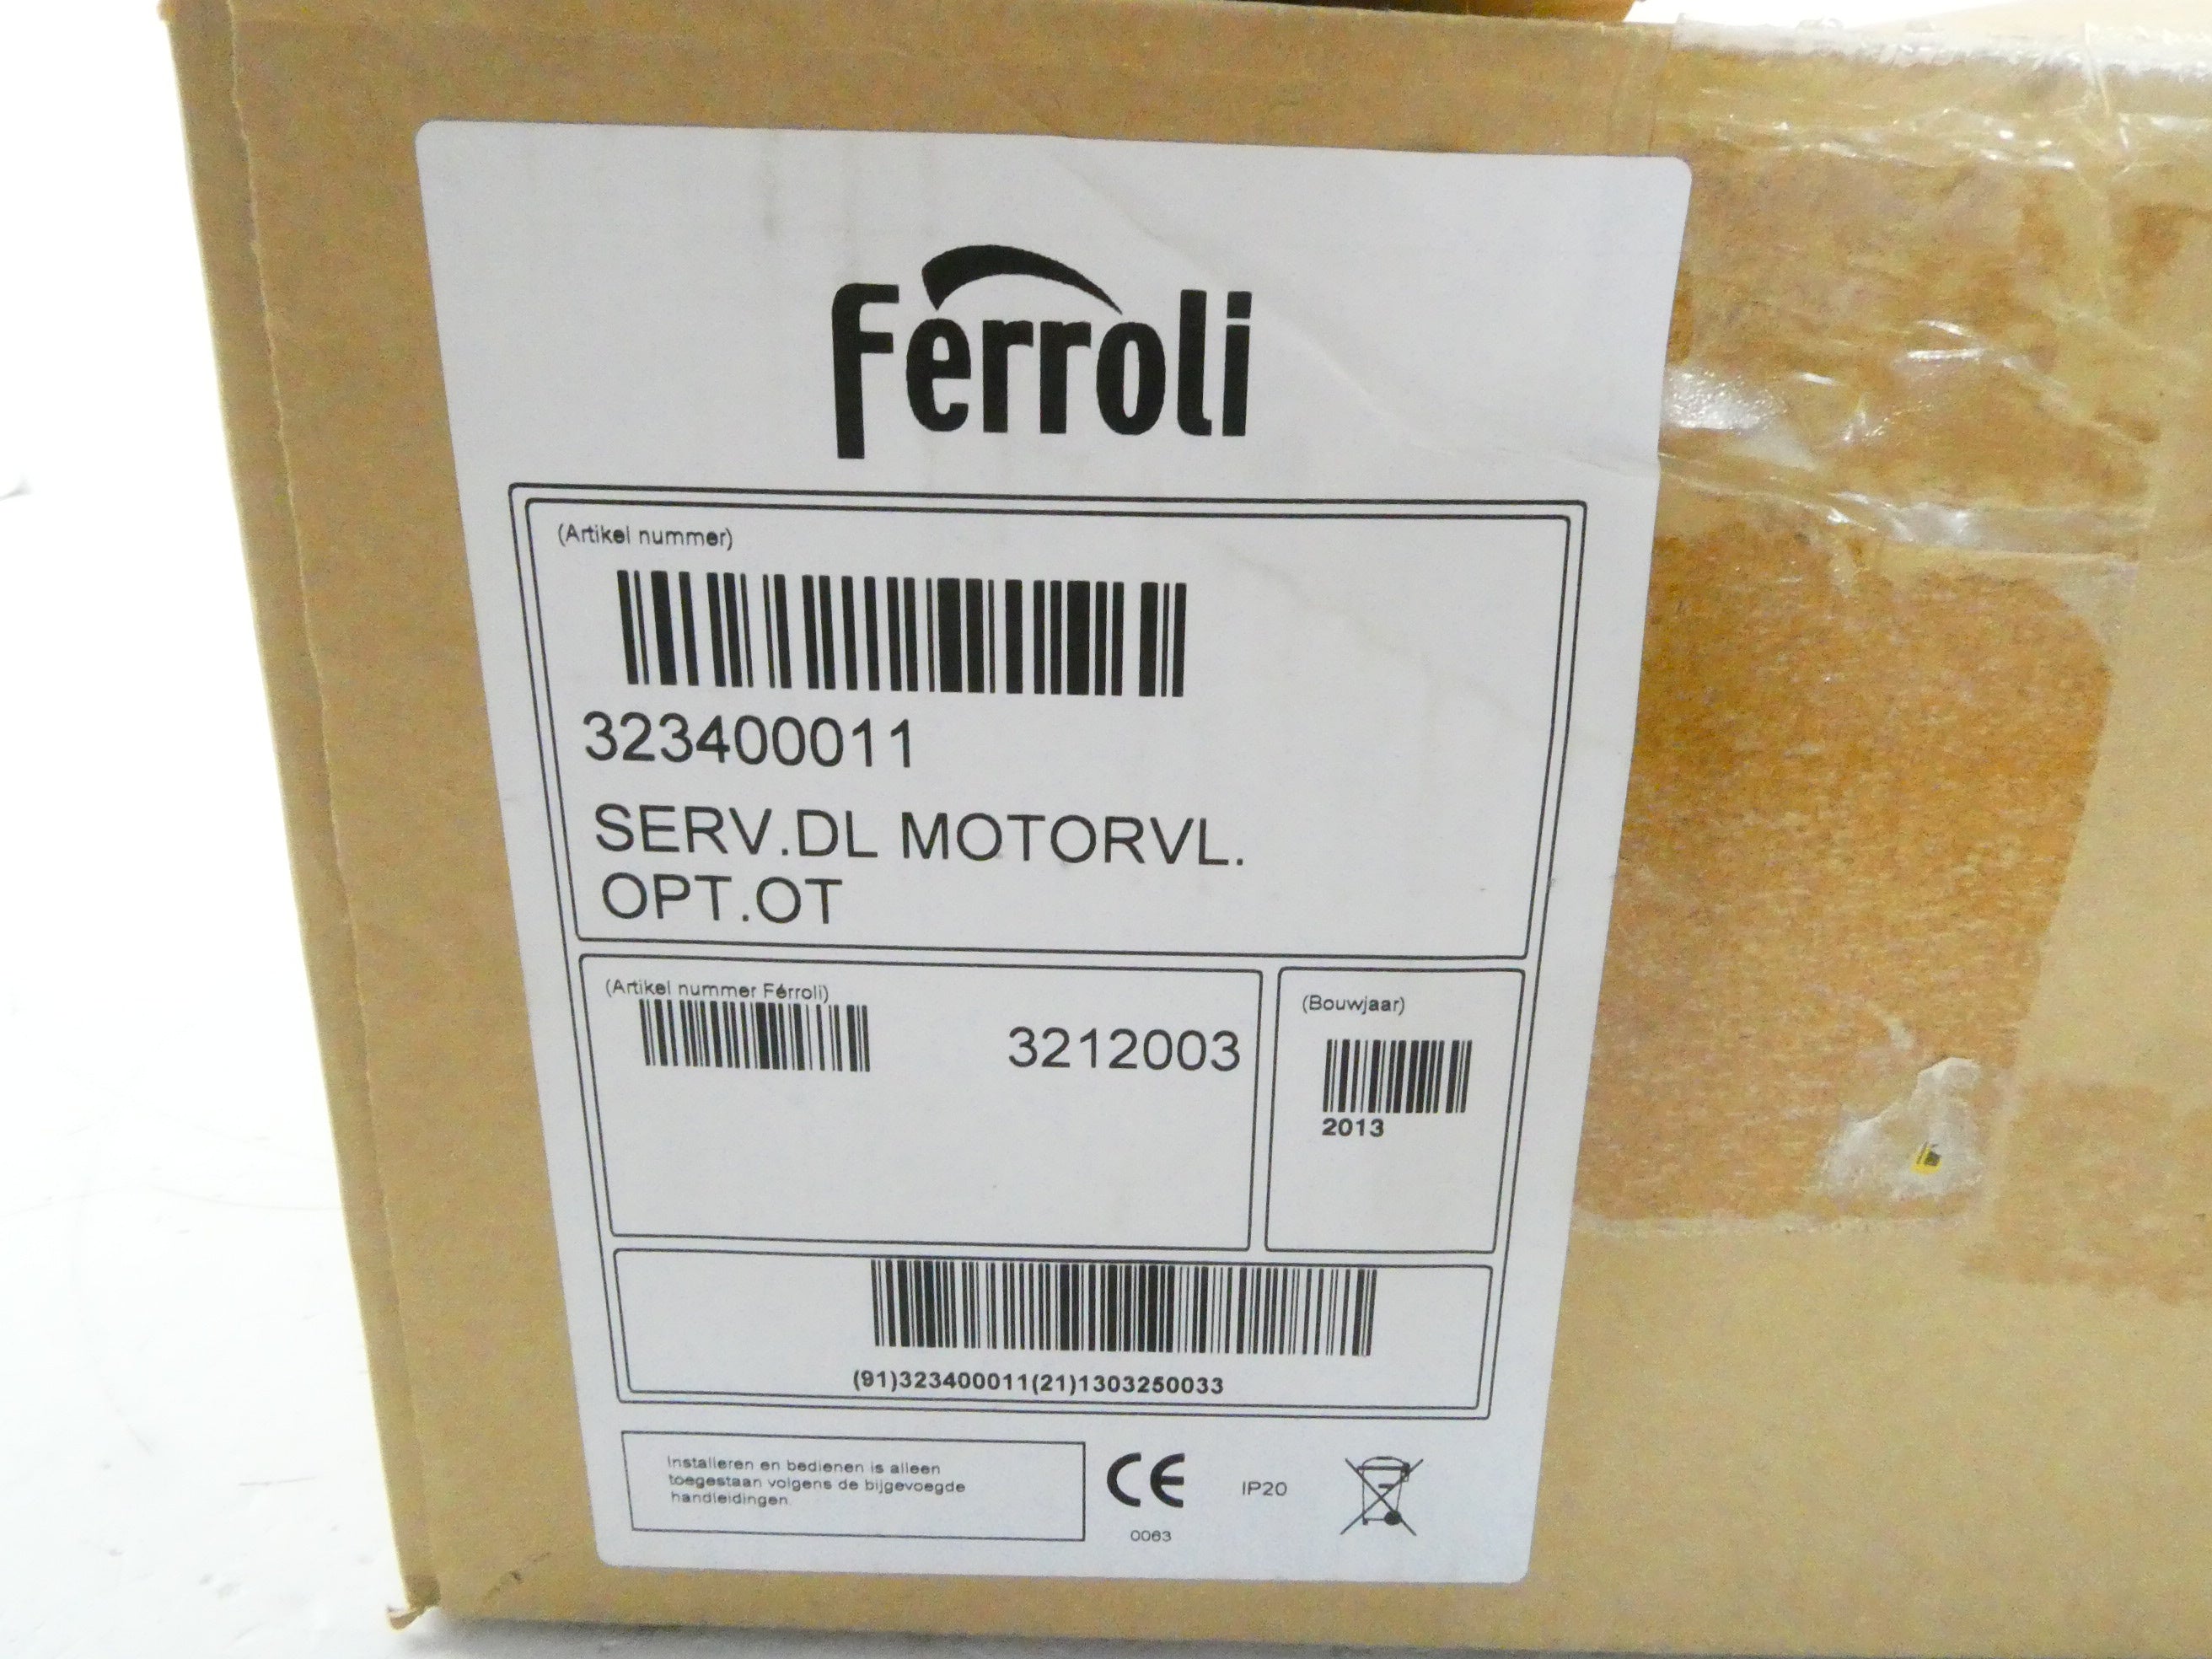 Ferroli
(Artikel nummer)
323400011
SERV.DL MOTORVL.
OPT.OT
(Artikel nummer Férroli)
3212003
(Bouwjaar)
2013
(91)323400011(21)1303250033
Installeren en bedienen is alleen
toegestaan volgens de bijgevoegde
handleidingen.
CE
0063
IP20